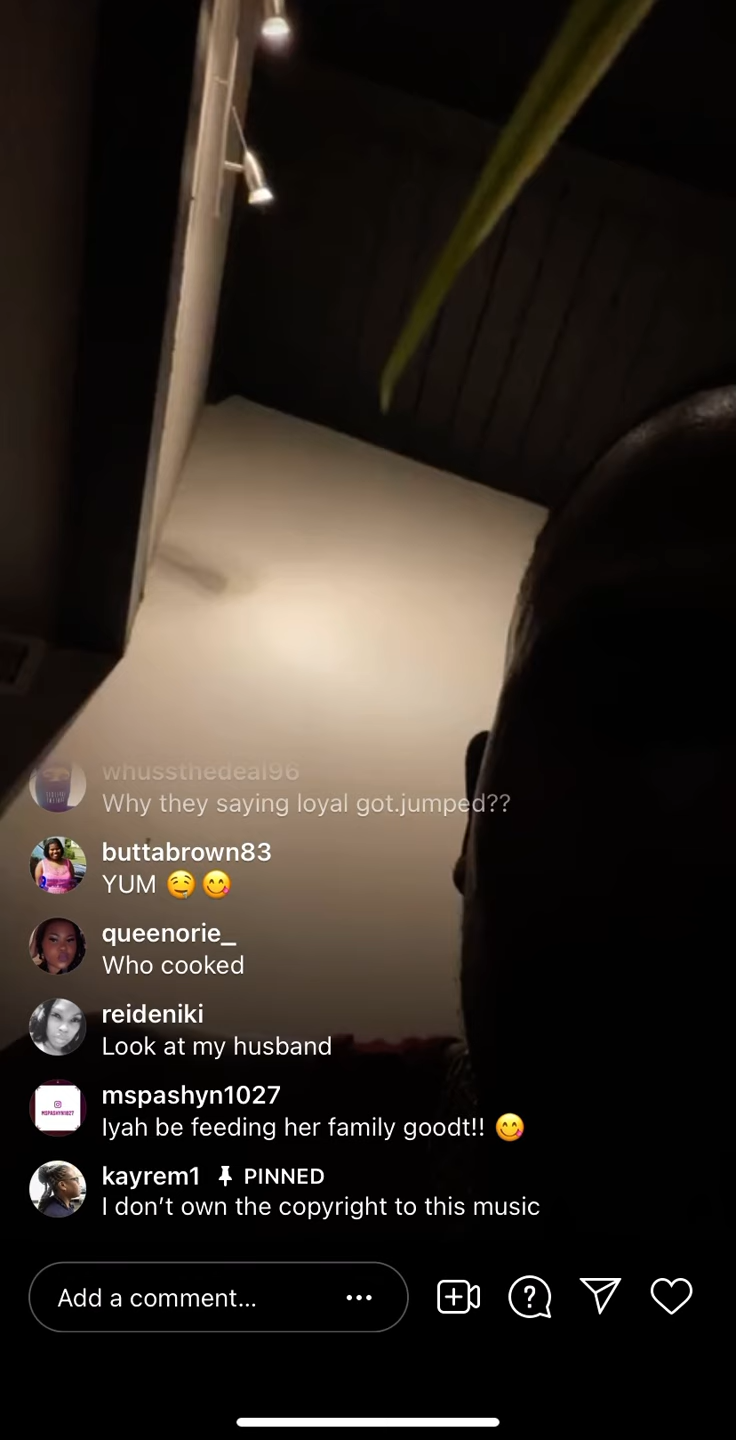 whussthedeal96
Why they saying loyal got.jumped??
buttabrown83
YUM 🤤😋
queenorie_
Who cooked
reideniki
Look at my husband
mspashyn1027
Iyah be feeding her family goodt!! 😋
MSPASHYN1027
kayrem1 📌 PINNED
I don’t own the copyright to this music
Add a comment...